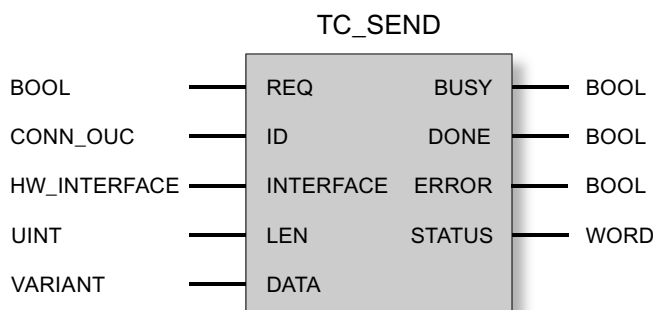 TC_SEND
BOOL REQ BUSY BOOL
CONN_OUC ID DONE BOOL
HW_INTERFACE INTERFACE ERROR BOOL
UINT LEN STATUS WORD
VARIANT DATA